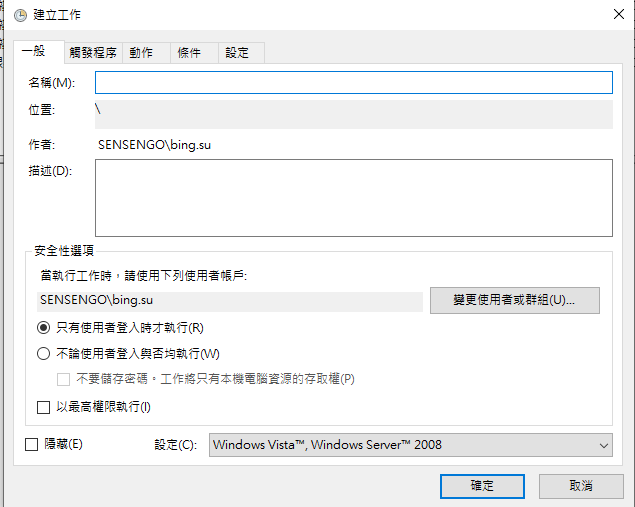 建立工作
一般 觸發程序 動作 條件 設定
名稱(M):
位置: \
作者: SENSENGO\bing.su
描述(D):
安全性選項
當執行工作時，請使用下列使用者帳戶:
SENSENGO\bing.su 變更使用者或群組(U)...
只有使用者登入時才執行(R)
不論使用者登入與否均執行(W)
不要儲存密碼。工作將只有本機電腦資源的存取權(P)
以最高權限執行(I)
隱藏(E) 設定(C): Windows Vista™, Windows Server™ 2008
確定 取消